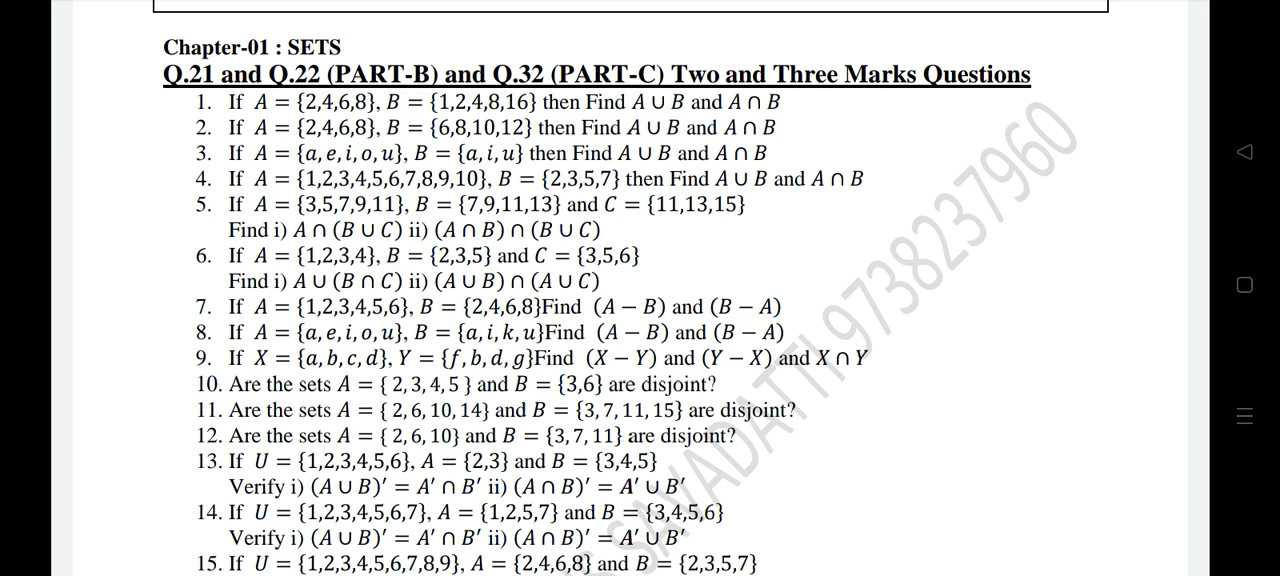 Chapter-01 : SETS
Q.21 and Q.22 (PART-B) and Q.32 (PART-C) Two and Three Marks Questions
1. If A = {2,4,6,8}, B = {1,2,4,8,16} then Find A ∪ B and A ∩ B
2. If A = {2,4,6,8}, B = {6,8,10,12} then Find A ∪ B and A ∩ B
3. If A = {a, e, i, o, u}, B = {a, i, u} then Find A ∪ B and A ∩ B
4. If A = {1,2,3,4,5,6,7,8,9,10}, B = {2,3,5,7} then Find A ∪ B and A ∩ B
5. If A = {3,5,7,9,11}, B = {7,9,11,13} and C = {11,13,15}
Find i) A ∩ (B ∪ C) ii) (A ∩ B) ∩ (B ∪ C)
6. If A = {1,2,3,4}, B = {2,3,5} and C = {3,5,6}
Find i) A ∪ (B ∩ C) ii) (A ∪ B) ∩ (A ∪ C)
7. If A = {1,2,3,4,5,6}, B = {2,4,6,8}Find (A − B) and (B − A)
8. If A = {a, e, i, o, u}, B = {a, i, k, u}Find (A − B) and (B − A)
9. If X = {a, b, c, d}, Y = {f, b, d, g}Find (X − Y) and (Y − X) and X ∩ Y
10. Are the sets A = { 2, 3, 4, 5 } and B = {3,6} are disjoint?
11. Are the sets A = { 2, 6, 10, 14} and B = {3, 7, 11, 15} are disjoint?
12. Are the sets A = { 2, 6, 10} and B = {3, 7, 11} are disjoint?
13. If U = {1,2,3,4,5,6}, A = {2,3} and B = {3,4,5}
Verify i) (A ∪ B)′ = A′ ∩ B′ ii) (A ∩ B)′ = A′ ∪ B′
14. If U = {1,2,3,4,5,6,7}, A = {1,2,5,7} and B = {3,4,5,6}
Verify i) (A ∪ B)′ = A′ ∩ B′ ii) (A ∩ B)′ = A′ ∪ B′
15. If U = {1,2,3,4,5,6,7,8,9}, A = {2,4,6,8} and B = {2,3,5,7}
SAYADATTI 9738237960